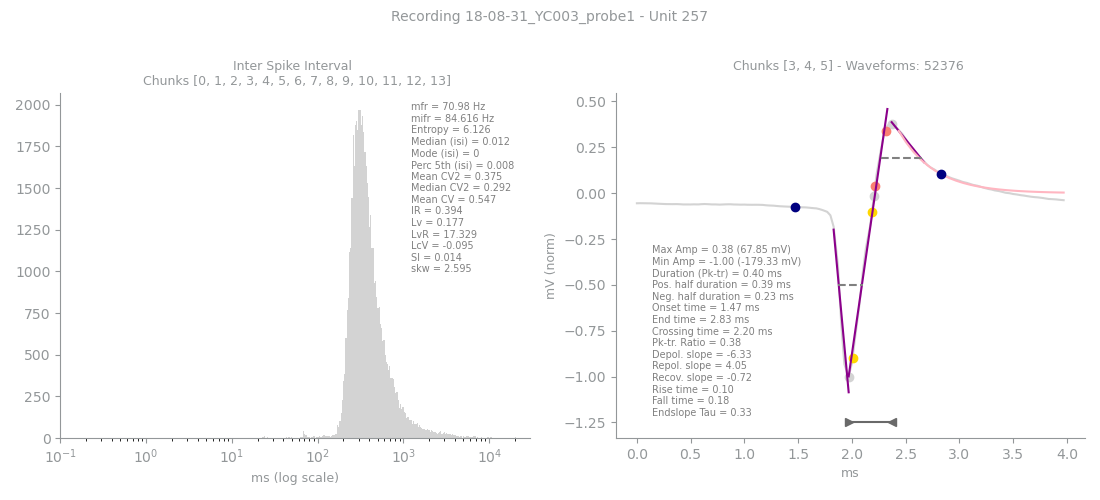 Recording 18-08-31_YC003_probe1 - Unit 257
Inter Spike Interval
Chunks [0, 1, 2, 3, 4, 5, 6, 7, 8, 9, 10, 11, 12, 13]
2000
1750
1500
1250
1000
750
500
250
0
mfr = 70.98 Hz
mifr = 84.616 Hz
Entropy = 6.126
Median (isi) = 0.012
Mode (isi) = 0
Perc 5th (isi) = 0.008
Mean CV2 = 0.375
Median CV2 = 0.292
Mean CV = 0.547
IR = 0.394
Lv = 0.177
LvR = 17.329
LcV = -0.095
SI = 0.014
skw = 2.595
10⁻¹ 10⁰ 10¹ 10² 10³ 10⁴
ms (log scale)
Chunks [3, 4, 5] - Waveforms: 52376
mV (norm)
0.50
0.25
0.00
−0.25
−0.50
−0.75
−1.00
−1.25
Max Amp = 0.38 (67.85 mV)
Min Amp = -1.00 (-179.33 mV)
Duration (Pk-tr) = 0.40 ms
Pos. half duration = 0.39 ms
Neg. half duration = 0.23 ms
Onset time = 1.47 ms
End time = 2.83 ms
Crossing time = 2.20 ms
Pk-tr. Ratio = 0.38
Depol. slope = -6.33
Repol. slope = 4.05
Recov. slope = -0.72
Rise time = 0.10
Fall time = 0.18
Endslope Tau = 0.33
0.0 0.5 1.0 1.5 2.0 2.5 3.0 3.5 4.0
ms